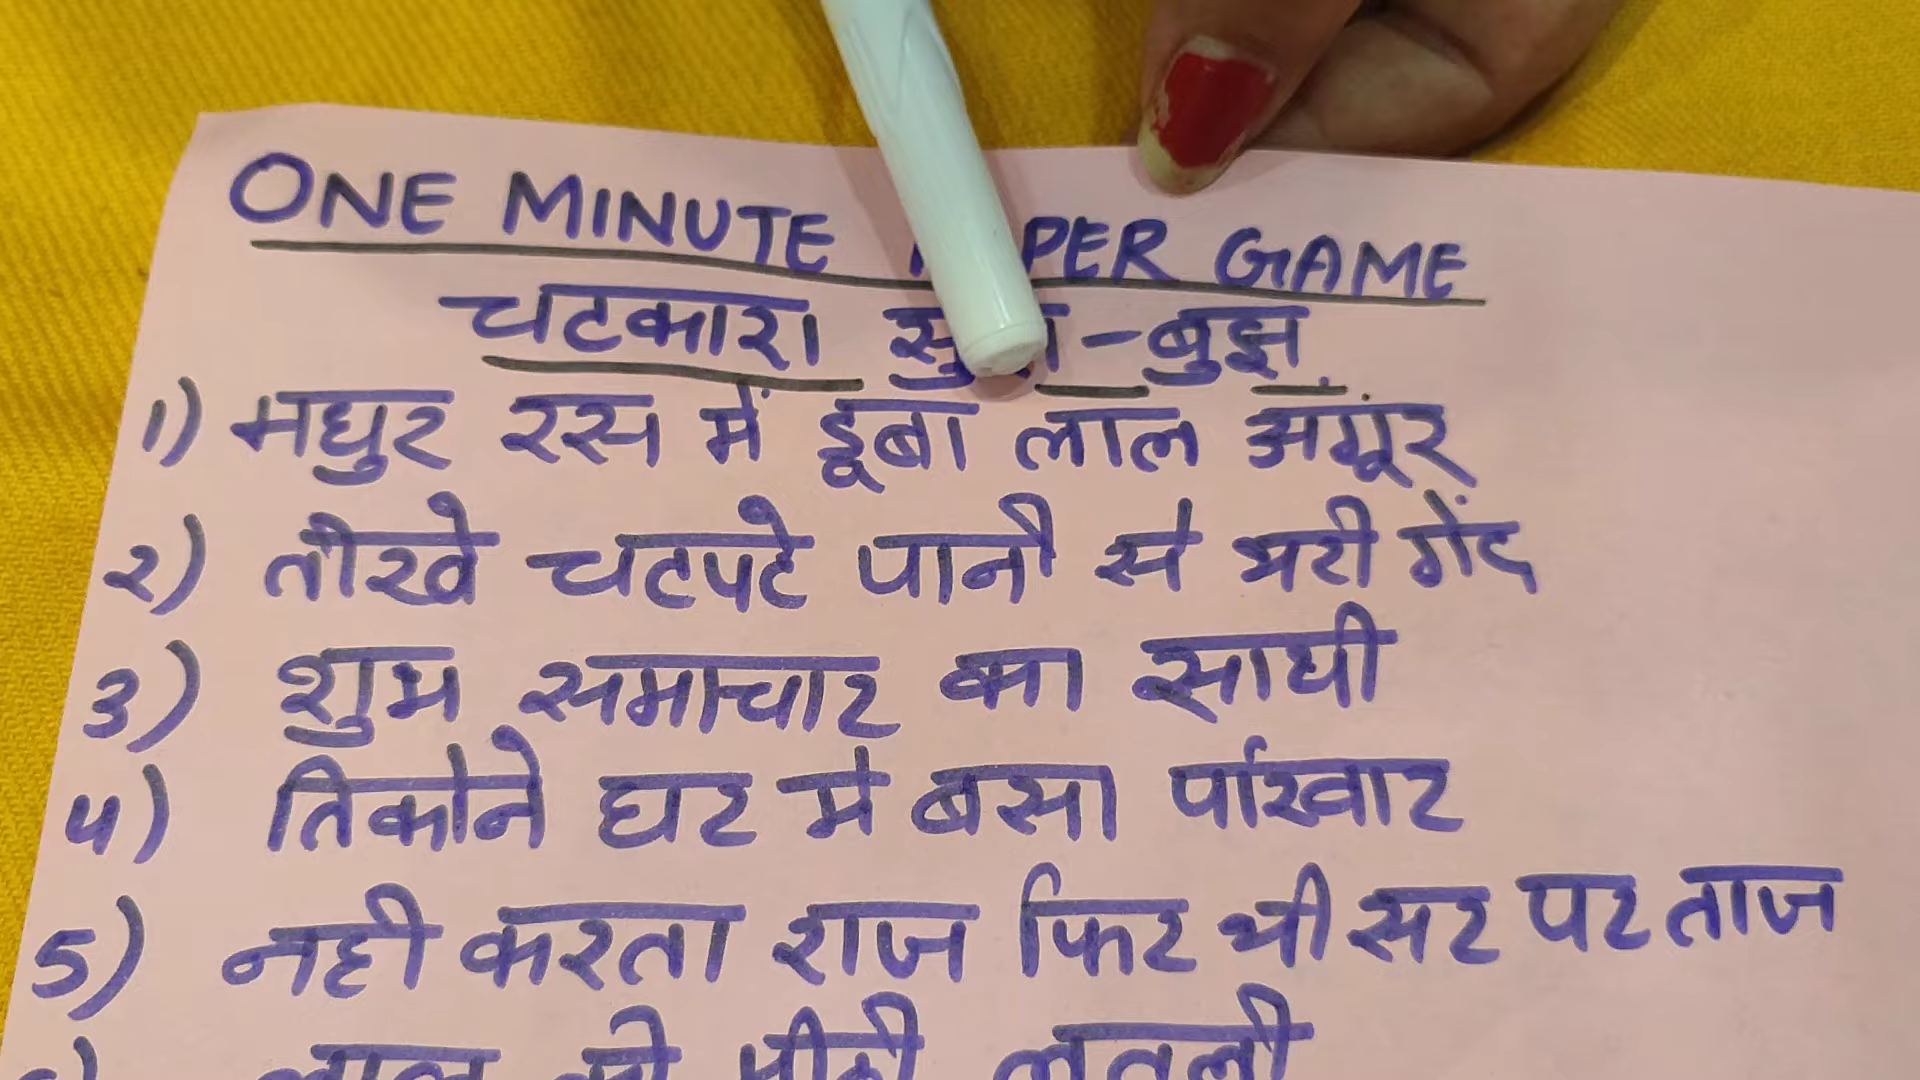 ONE MINUTE PER GAME
चटकारा -बुझ
1) मधुर रस में डूबा लाल अंगूर
2) तीखे चटपटे पानी से भरी गेंद
3) शुभ समाचार का साथी
4) तिकोने घर में बसा परिवार
5) नही करता राज फिर भी सर पर ताज